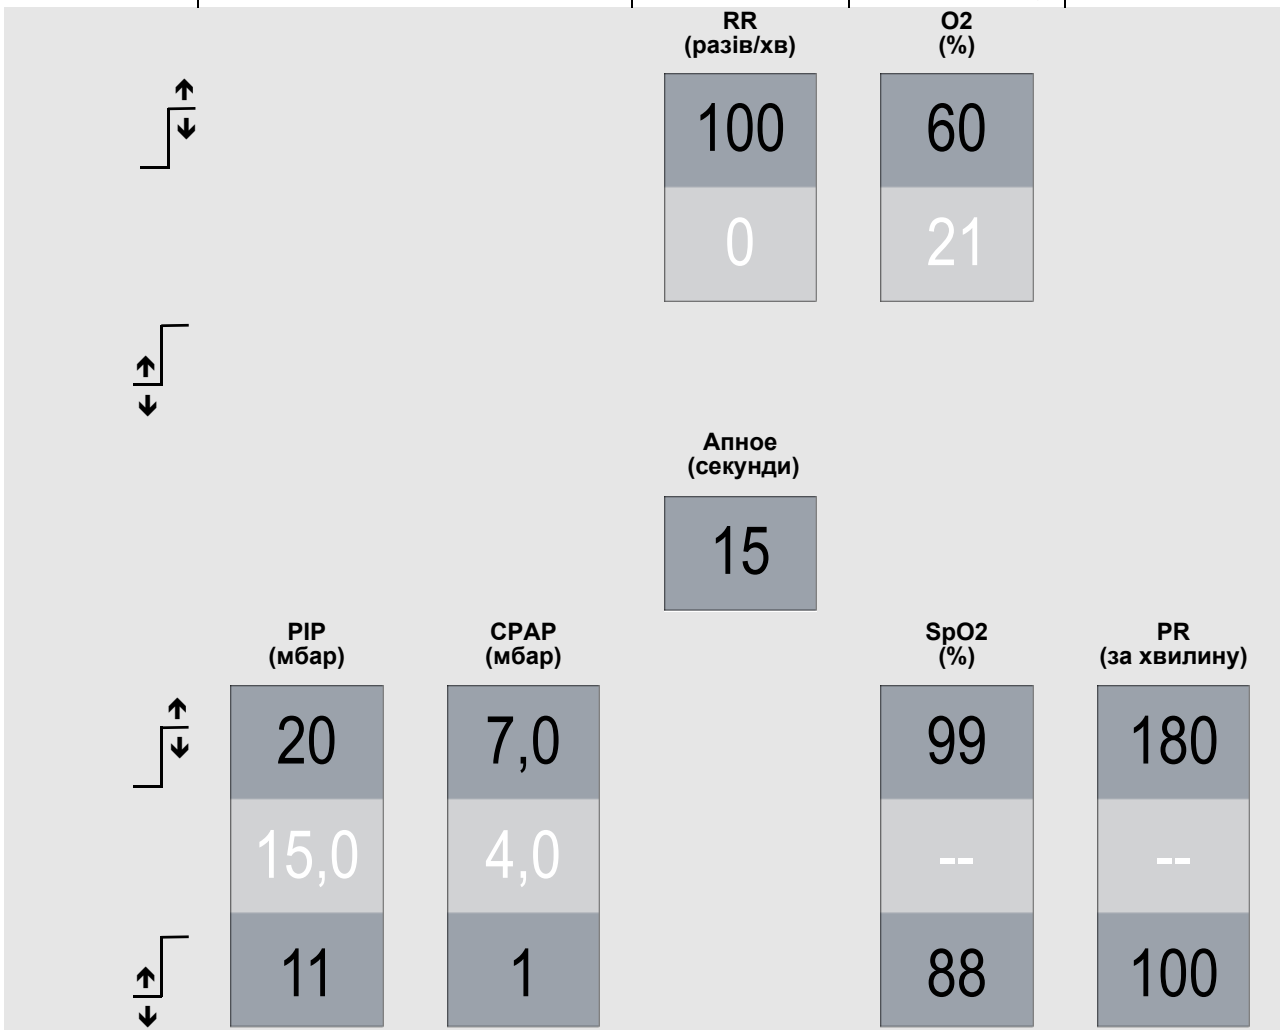 RR
(разів/хв)
O2
(%)
100
60
0
21
Апное
(секунди)
15
PIP
(мбар)
CPAP
(мбар)
SpO2
(%)
PR
(за хвилину)
20
7,0
99
180
15,0
4,0
--
--
11
1
88
100